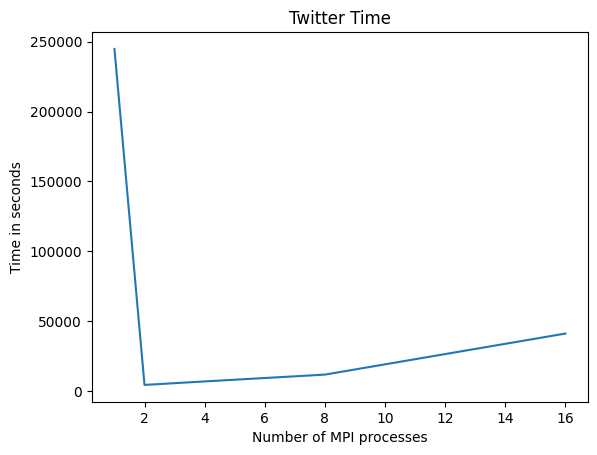 Twitter Time
250000
200000
150000
100000
50000
0
Time in seconds
2 4 6 8 10 12 14 16
Number of MPI processes